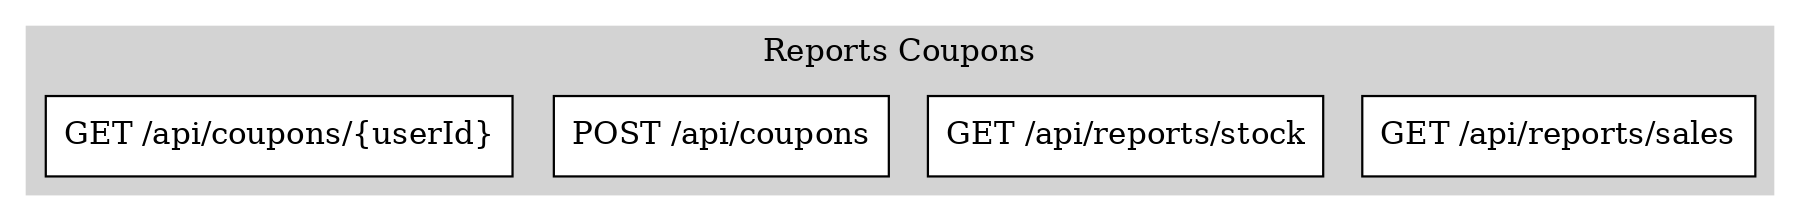 Reports Coupons
GET /api/coupons/{userId}
POST /api/coupons
GET /api/reports/stock
GET /api/reports/sales